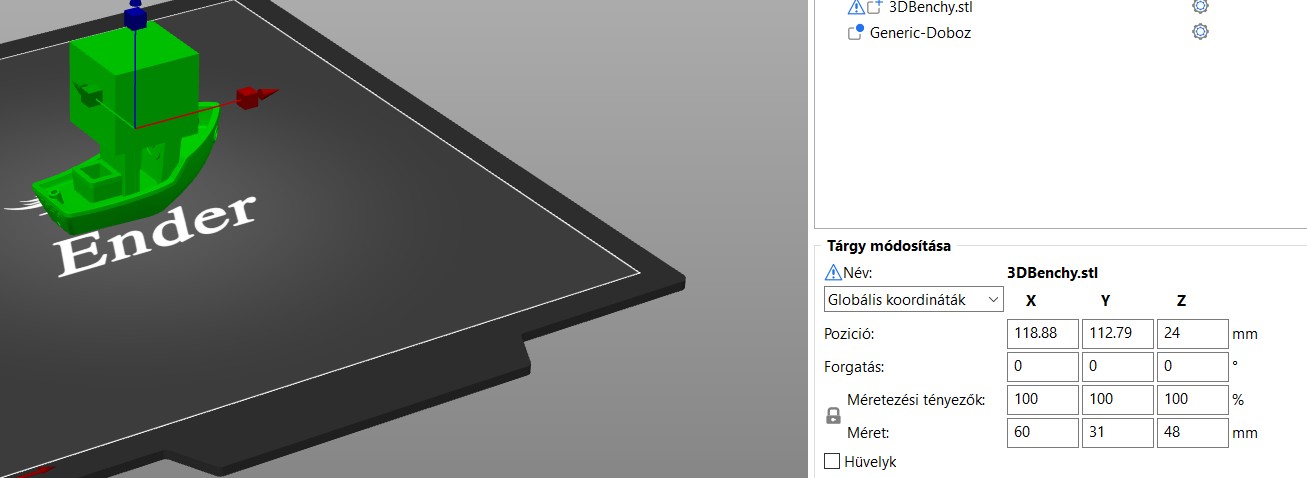 3DBenchy.stl
Generic-Doboz
Ender
Tárgy módosítása
Név: 3DBenchy.stl
Globális koordináták X Y Z
Pozíció: 118.88 112.79 24 mm
Forgatás: 0 0 0 °
Méretezési tényezők: 100 100 100 %
Méret: 60 31 48 mm
Hüvelyk